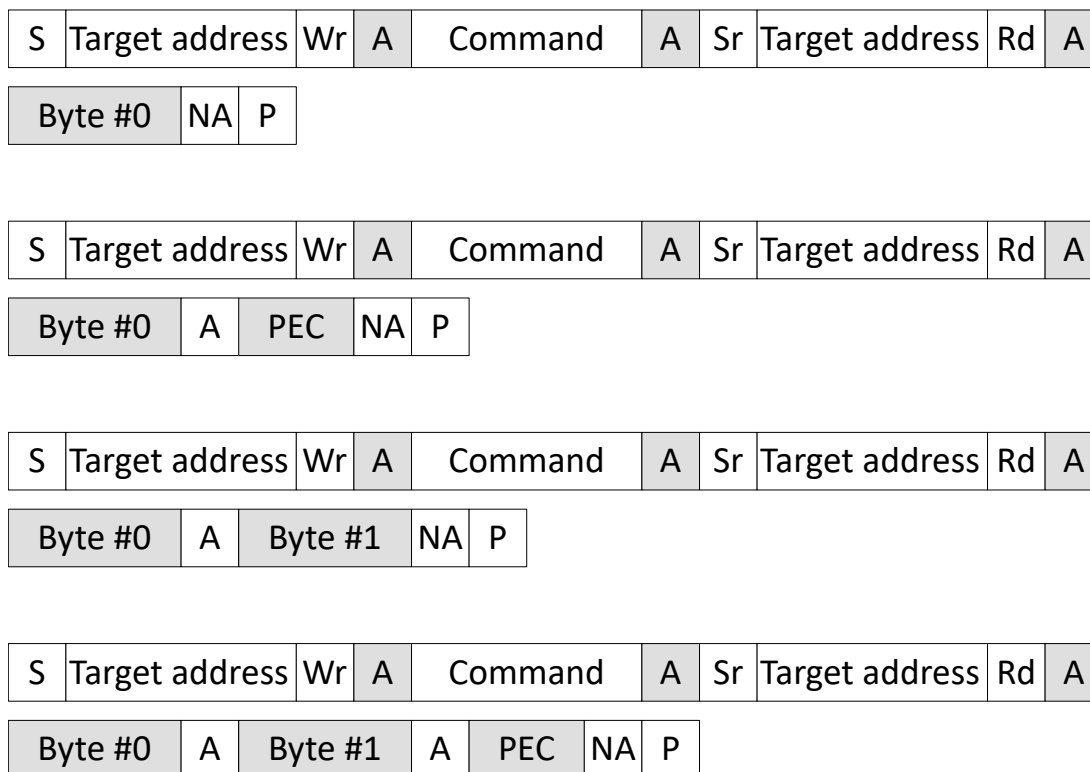 S Target address Wr A Command A Sr Target address Rd A
Byte #0 NA P
S Target address Wr A Command A Sr Target address Rd A
Byte #0 A PEC NA P
S Target address Wr A Command A Sr Target address Rd A
Byte #0 A Byte #1 NA P
S Target address Wr A Command A Sr Target address Rd A
Byte #0 A Byte #1 A PEC NA P